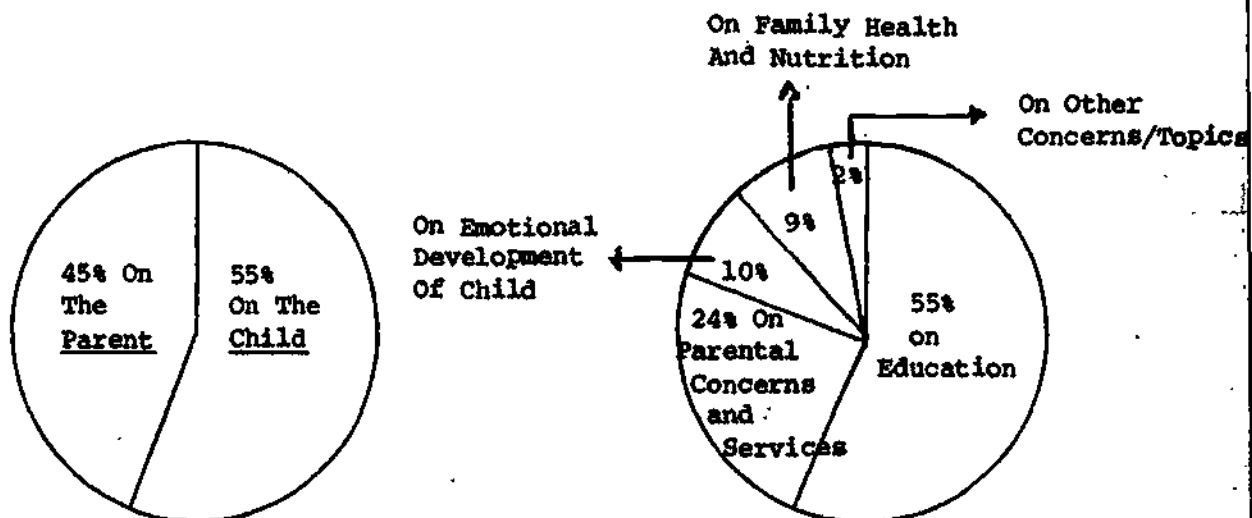 On Family Health
And Nutrition
On Other
Concerns/Topics
On Emotional
Development
Of Child
45% On
The
Parent
55%
On The
Child
2%
9%
10%
24% On
Parental
Concerns
and
Services
55%
on
Education